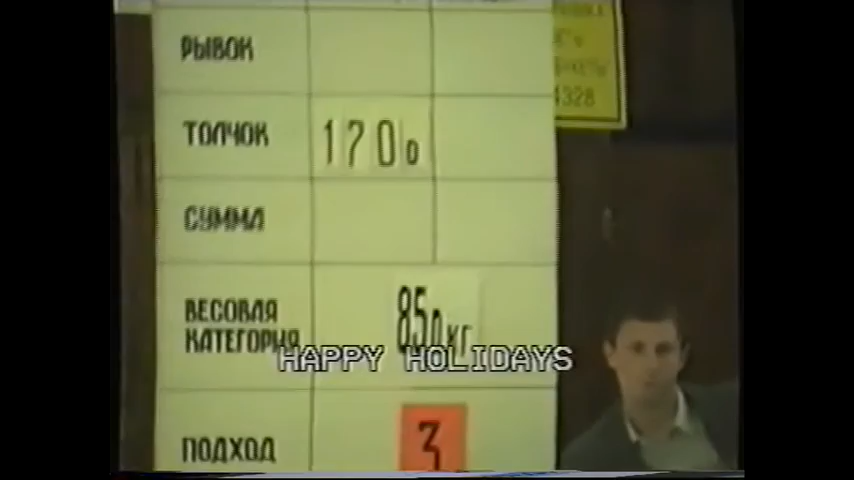 РЫВОК
ТОЛЧОК 170 0
СУММА
ВЕСОВАЯ
КАТЕГОРИЯ
85,0 КГ
HAPPY HOLIDAYS
ПОДХОД 3
4328